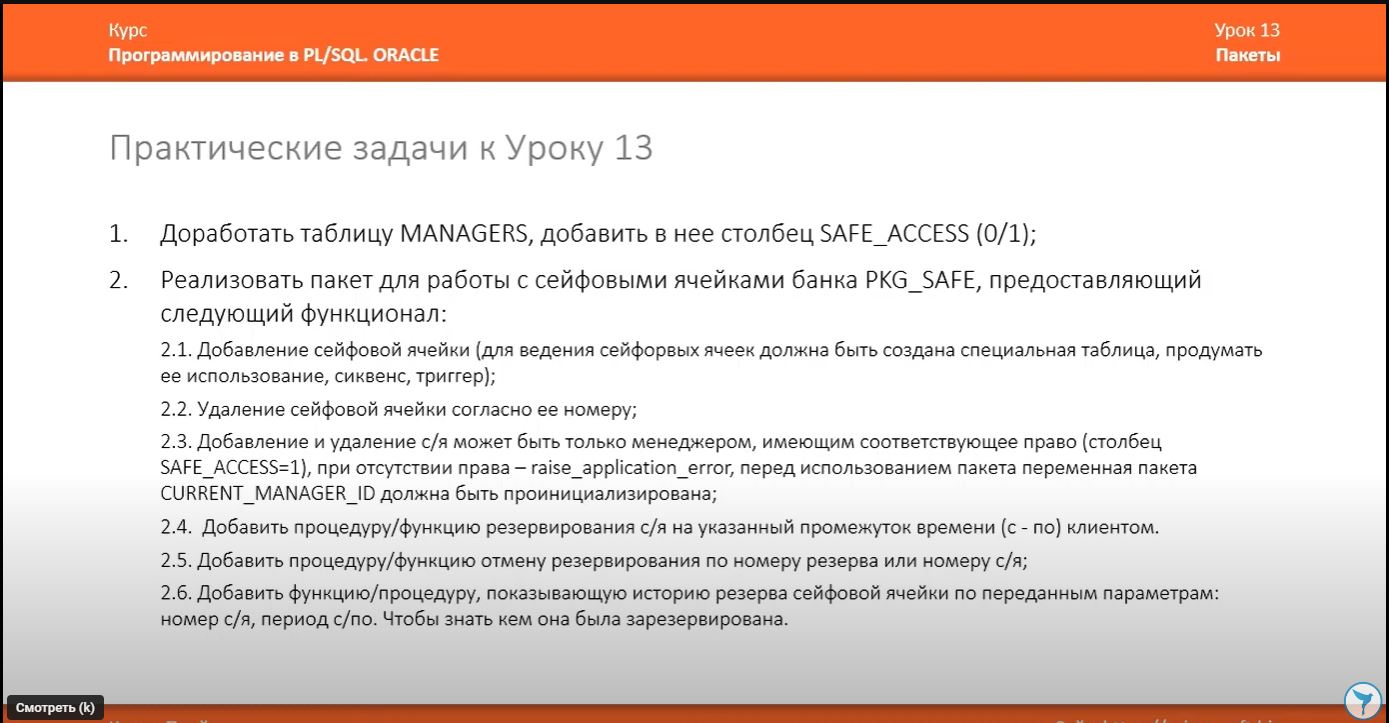 Курс
Программирование в PL/SQL. ORACLE
Урок 13
Пакеты
Практические задачи к Уроку 13
1. Доработать таблицу MANAGERS, добавить в нее столбец SAFE_ACCESS (0/1);
2. Реализовать пакет для работы с сейфовыми ячейками банка PKG_SAFE, предоставляющий
следующий функционал:
2.1. Добавление сейфовой ячейки (для ведения сейфорвых ячеек должна быть создана специальная таблица, продумать
ее использование, сиквенс, триггер);
2.2. Удаление сейфовой ячейки согласно ее номеру;
2.3. Добавление и удаление с/я может быть только менеджером, имеющим соответствующее право (столбец
SAFE_ACCESS=1), при отсутствии права – raise_application_error, перед использованием пакета переменная пакета
CURRENT_MANAGER_ID должна быть проинициализирована;
2.4. Добавить процедуру/функцию резервирования с/я на указанный промежуток времени (с - по) клиентом.
2.5. Добавить процедуру/функцию отмену резервирования по номеру резерва или номеру с/я;
2.6. Добавить функцию/процедуру, показывающую историю резерва сейфовой ячейки по переданным параметрам:
номер с/я, период с/по. Чтобы знать кем она была зарезервирована.
Смотреть (k)